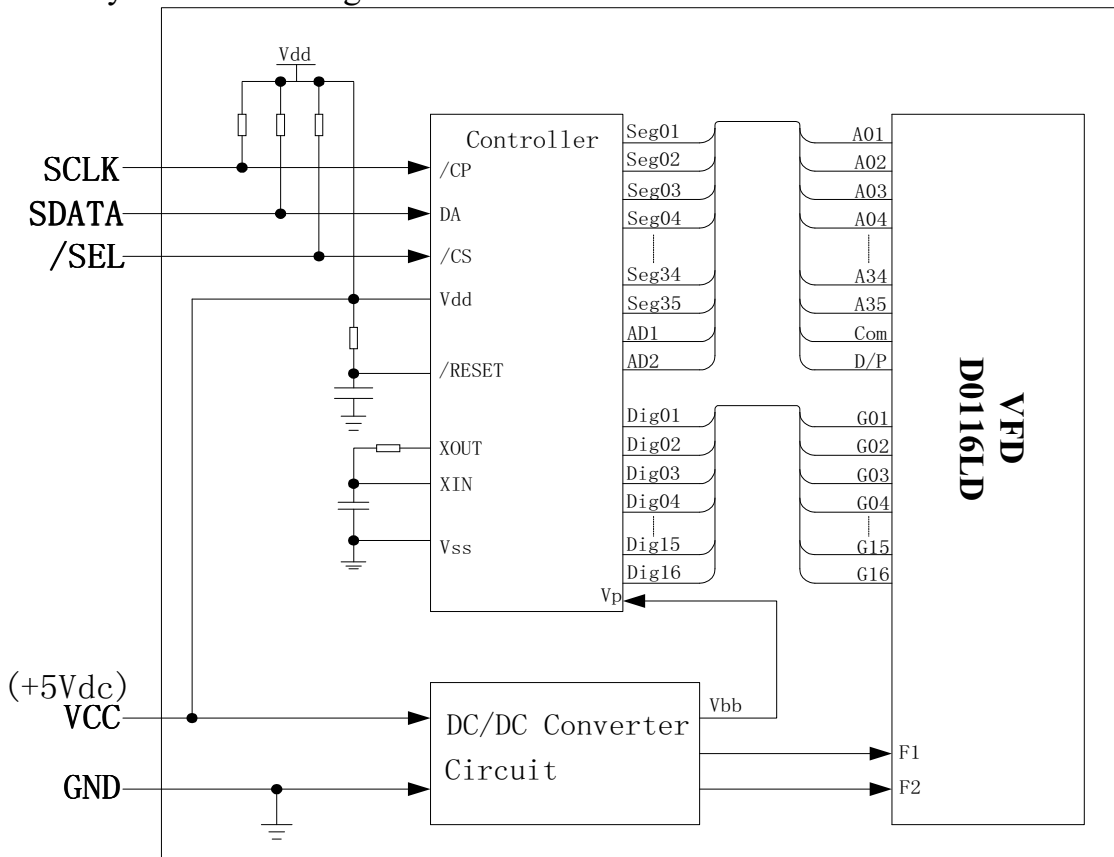 Vdd
Controller
SCLK
/CP
SDATA
DA
/SEL
/CS
Vdd
/RESET
XOUT
XIN
Vss
Vp
Seg01
Seg02
Seg03
Seg04
Seg34
Seg35
AD1
AD2
Dig01
Dig02
Dig03
Dig04
Dig15
Dig16
A01
A02
A03
A04
A34
A35
Com
D/P
G01
G02
G03
G04
G15
G16
VFD
D0116LD
(+5Vdc)
VCC
GND
DC/DC Converter
Circuit
Vbb
F1
F2